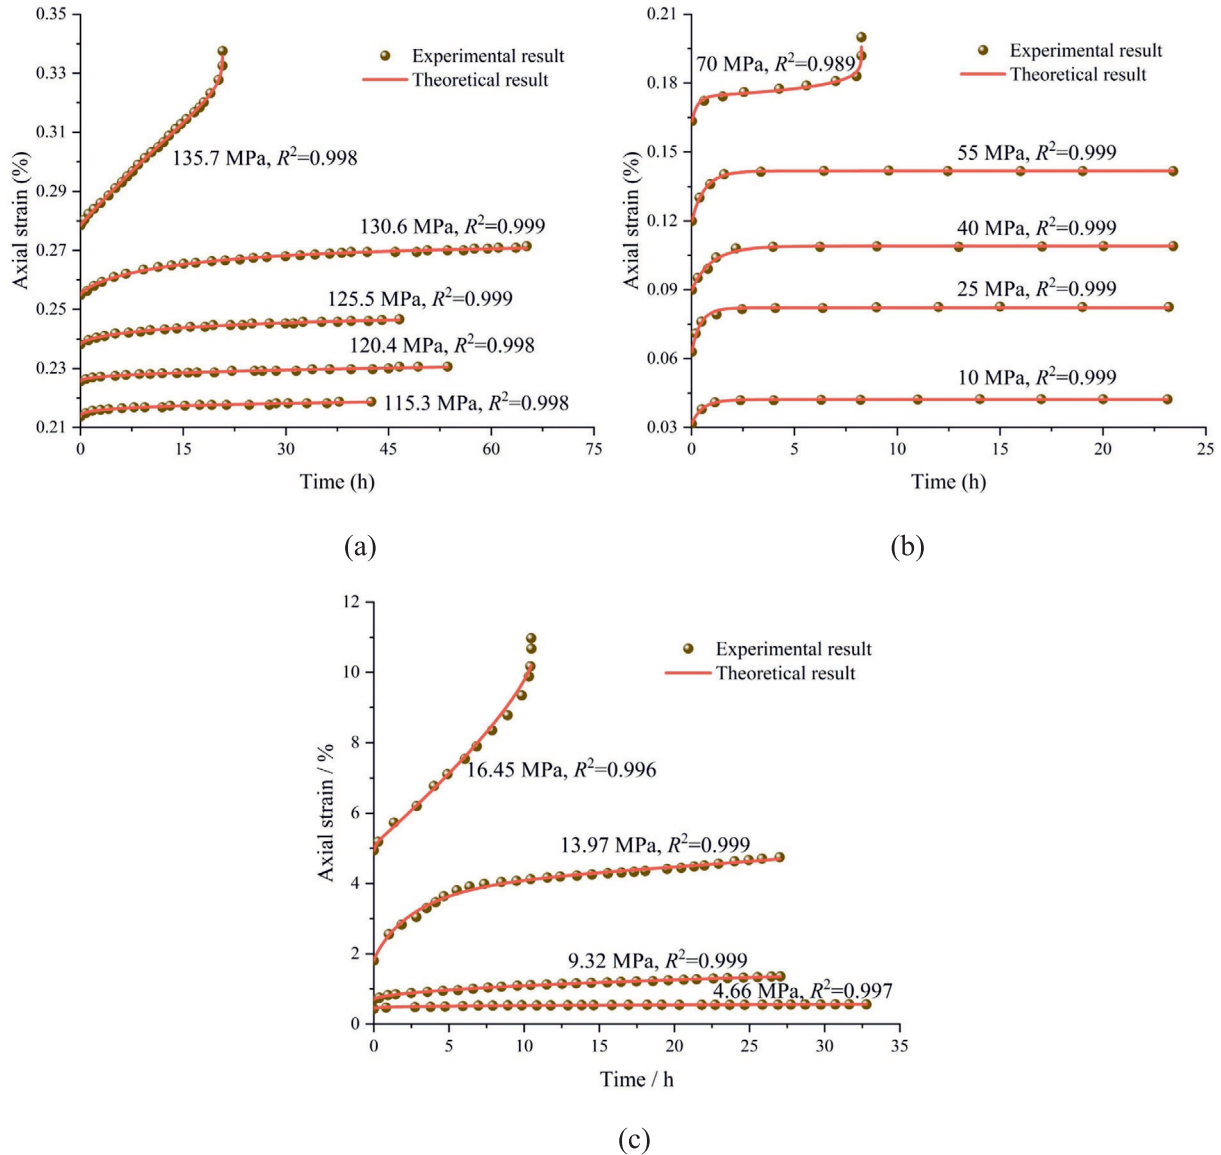 0.35
0.33
0.31
0.29
0.27
0.25
0.23
0.21
Axial strain (%)
Experimental result
Theoretical result
135.7 MPa, R²=0.998
130.6 MPa, R²=0.999
125.5 MPa, R²=0.999
120.4 MPa, R²=0.998
115.3 MPa, R²=0.998
0 15 30 45 60 75
Time (h)
(a)
0.21
0.18
0.15
0.12
0.09
0.06
0.03
Axial strain (%)
Experimental result
Theoretical result
70 MPa, R²=0.989
55 MPa, R²=0.999
40 MPa, R²=0.999
25 MPa, R²=0.999
10 MPa, R²=0.999
0 5 10 15 20 25
Time (h)
(b)
12
10
8
6
4
2
0
Axial strain / %
Experimental result
Theoretical result
16.45 MPa, R²=0.996
13.97 MPa, R²=0.999
9.32 MPa, R²=0.999
4.66 MPa, R²=0.997
0 5 10 15 20 25 30 35
Time / h
(c)